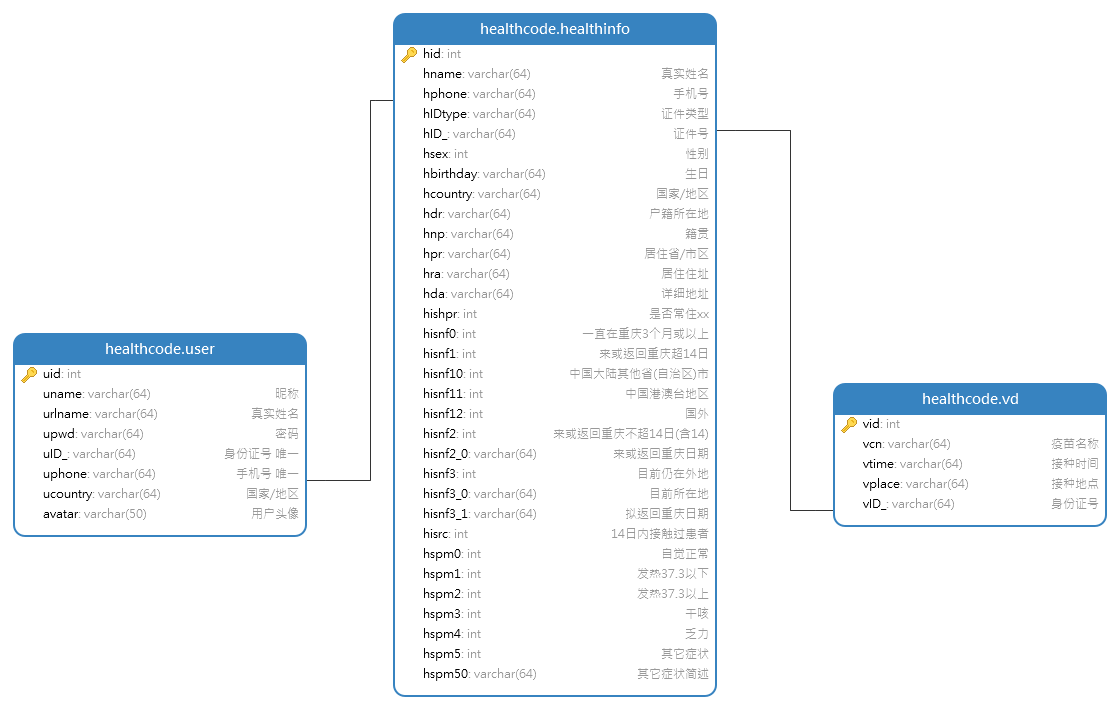 healthcode.healthinfo
hid: int
hname: varchar(64) 真实姓名
hphone: varchar(64) 手机号
hIDtype: varchar(64) 证件类型
hID_: varchar(64) 证件号
hsex: int 性别
hbirthday: varchar(64) 生日
hcountry: varchar(64) 国家/地区
hdr: varchar(64) 户籍所在地
hnp: varchar(64) 籍贯
hpr: varchar(64) 居住省/市区
hra: varchar(64) 居住住址
hda: varchar(64) 详细地址
hishpr: int 是否常住xx
hisnf0: int 一直在重庆3个月或以上
hisnf1: int 来或返回重庆超14日
hisnf10: int 中国大陆其他省(自治区)市
hisnf11: int 中国港澳台地区
hisnf12: int 国外
hisnf2: int 来或返回重庆不超14日(含14)
hisnf2_0: varchar(64) 来或返回重庆日期
hisnf3: int 目前仍在外地
hisnf3_0: varchar(64) 目前所在地
hisnf3_1: varchar(64) 拟返回重庆日期
hisrc: int 14日内接触过患者
hspm0: int 自觉正常
hspm1: int 发热37.3以下
hspm2: int 发热37.3以上
hspm3: int 干咳
hspm4: int 乏力
hspm5: int 其它症状
hspm50: varchar(64) 其它症状简述
healthcode.user
uid: int
uname: varchar(64) 昵称
urlname: varchar(64) 真实姓名
upwd: varchar(64) 密码
uID_: varchar(64) 身份证号 唯一
uphone: varchar(64) 手机号 唯一
ucountry: varchar(64) 国家/地区
avatar: varchar(50) 用户头像
healthcode.vd
vid: int
vcn: varchar(64) 疫苗名称
vtime: varchar(64) 接种时间
vplace: varchar(64) 接种地点
vID_: varchar(64) 身份证号